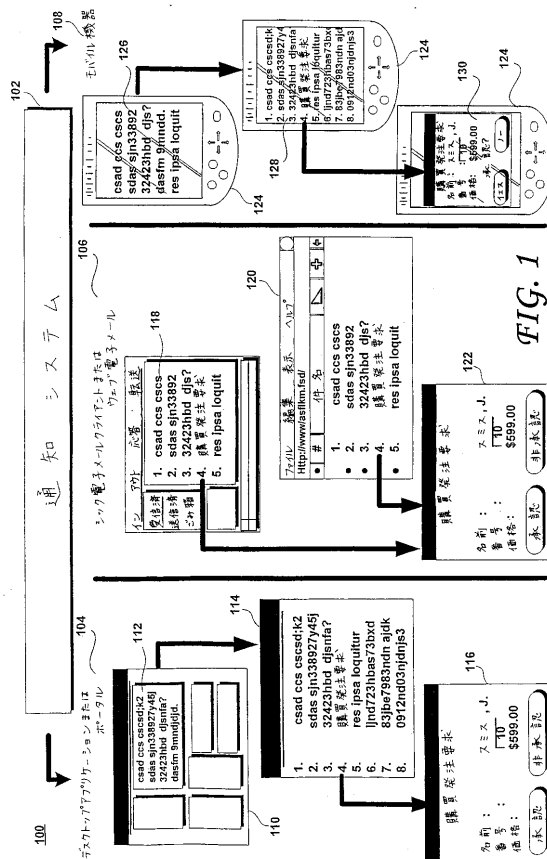 100
通知システム
102
デスクトップアプリケーションまたは
ポータル
104
csad ccs cscsd;k2
sdas sjn338927y45j
32423hbd djsnfa?
dasfm 9nndjdjd.
112
110
114
1. csad ccs cscsd;k2
2. sdas sjn338927y45j
3. 32423hbd djsnfa?
4. 購買発注要求
5. res ipsa loquitur
6. ljnd723hbas73bxd
7. 83jbe7983ndn ajdk
8. 0912nd03njdnjs3
116
購買発注要求
名前: スミス, J.
番号: 10
価格: $599.00
承認
非承認
シック電子メールクライアントまたは
ウェブ電子メール
106
イン アウト 応答 転送
受信済
送信済
ごみ箱
118
1. csad ccs cscs
2. sdas sjn33892
3. 32423hbd djs?
4. 購買発注要求
5. res ipsa loquit
120
ファイル 編集 表示 ヘルプ
Http://www/asflkm.fsd/
# 件名
1. csad ccs cscs
2. sdas sjn33892
3. 32423hbd djs?
4. 購買発注要求
5. res ipsa loquit
122
購買発注要求
名前: スミス, J.
番号: 10
価格: $599.00
承認
非承認
108
モバイル機器
126
csad ccs cscs
sdas sjn33892
32423hbd djs?
dasfm 9nndd.
res ipsa loquit
124
128
1. csad ccs cscsd;k
2. sdas sjn338927y4
3. 32423hbd djsnfa
4. 購買発注要求
5. res ipsa loquitur
6. ljnd723hbas73bx
7. 83jbe7983ndn ajd
8. 0912nd03njdnjs3
124
130
購買発注要求
名前: スミス, J.
番号: 10
価格: $599.00
承認?
イエス
ノー
124
FIG. 1